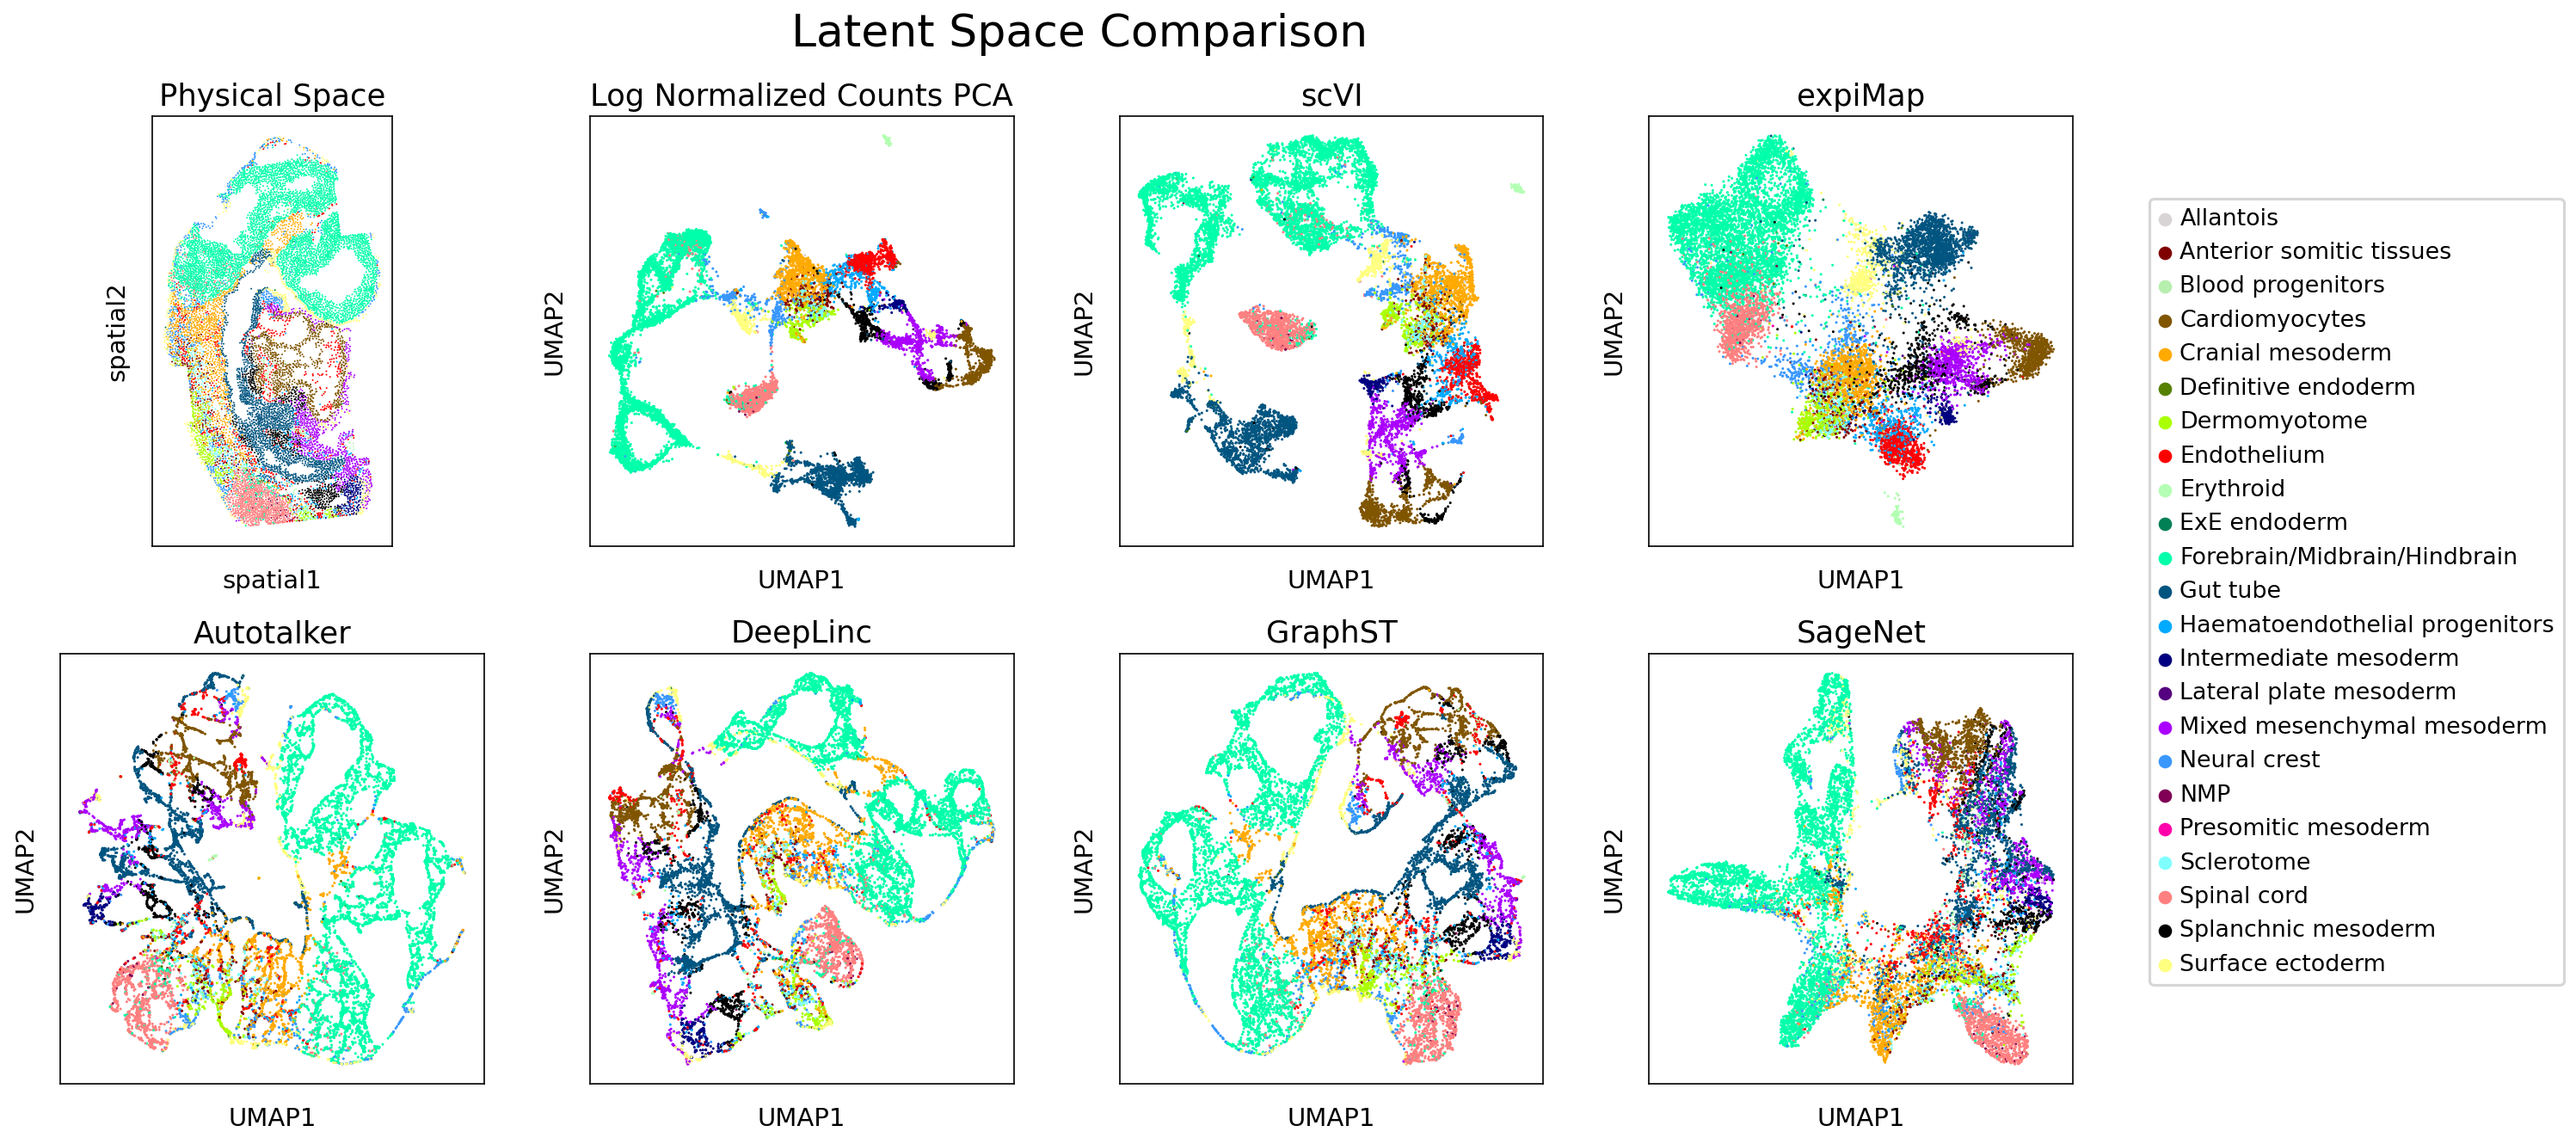 Latent Space Comparison
Physical Space
Log Normalized Counts PCA
scVI
expiMap
spatial2
UMAP2
UMAP2
UMAP2
spatial1
UMAP1
UMAP1
UMAP1
Autotalker
DeepLinc
GraphST
SageNet
UMAP2
UMAP2
UMAP2
UMAP2
UMAP1
UMAP1
UMAP1
UMAP1
Allantois
Anterior somitic tissues
Blood progenitors
Cardiomyocytes
Cranial mesoderm
Definitive endoderm
Dermomyotome
Endothelium
Erythroid
ExE endoderm
Forebrain/Midbrain/Hindbrain
Gut tube
Haematoendothelial progenitors
Intermediate mesoderm
Lateral plate mesoderm
Mixed mesenchymal mesoderm
Neural crest
NMP
Presomitic mesoderm
Sclerotome
Spinal cord
Splanchnic mesoderm
Surface ectoderm